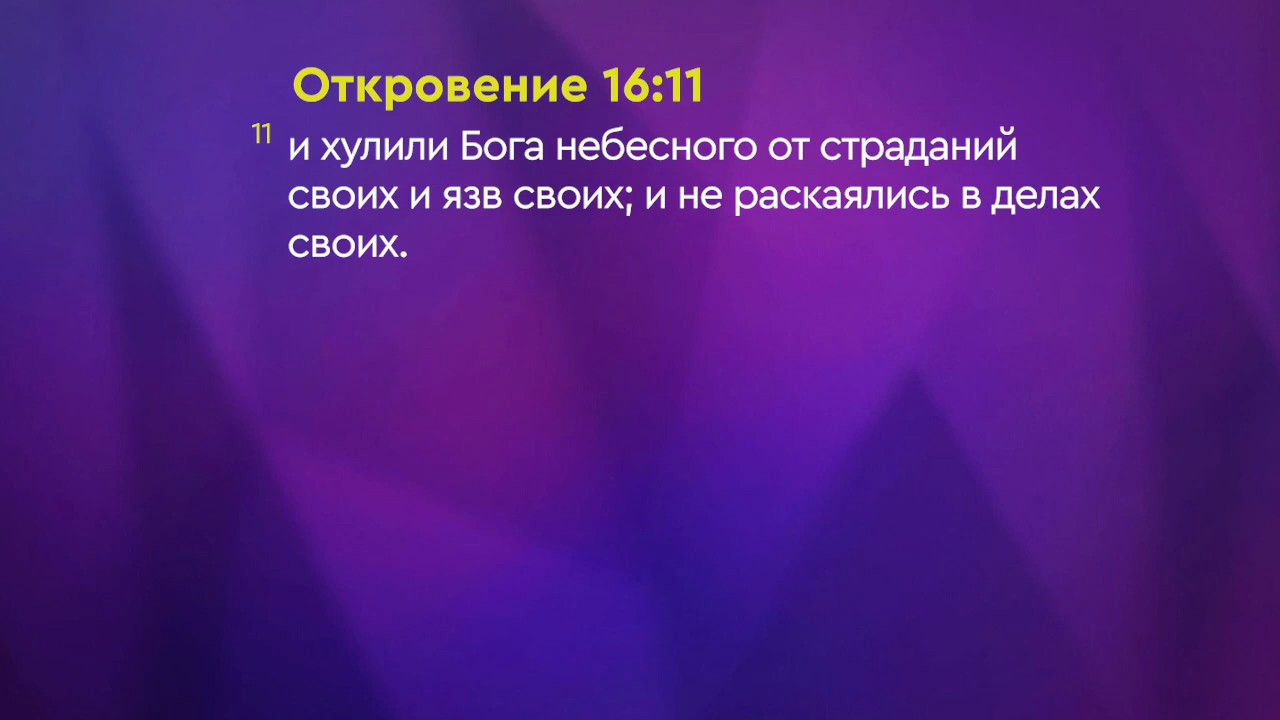 Откровение 16:11
11 и хулили Бога небесного от страданий
своих и язв своих; и не раскаялись в делах
своих.